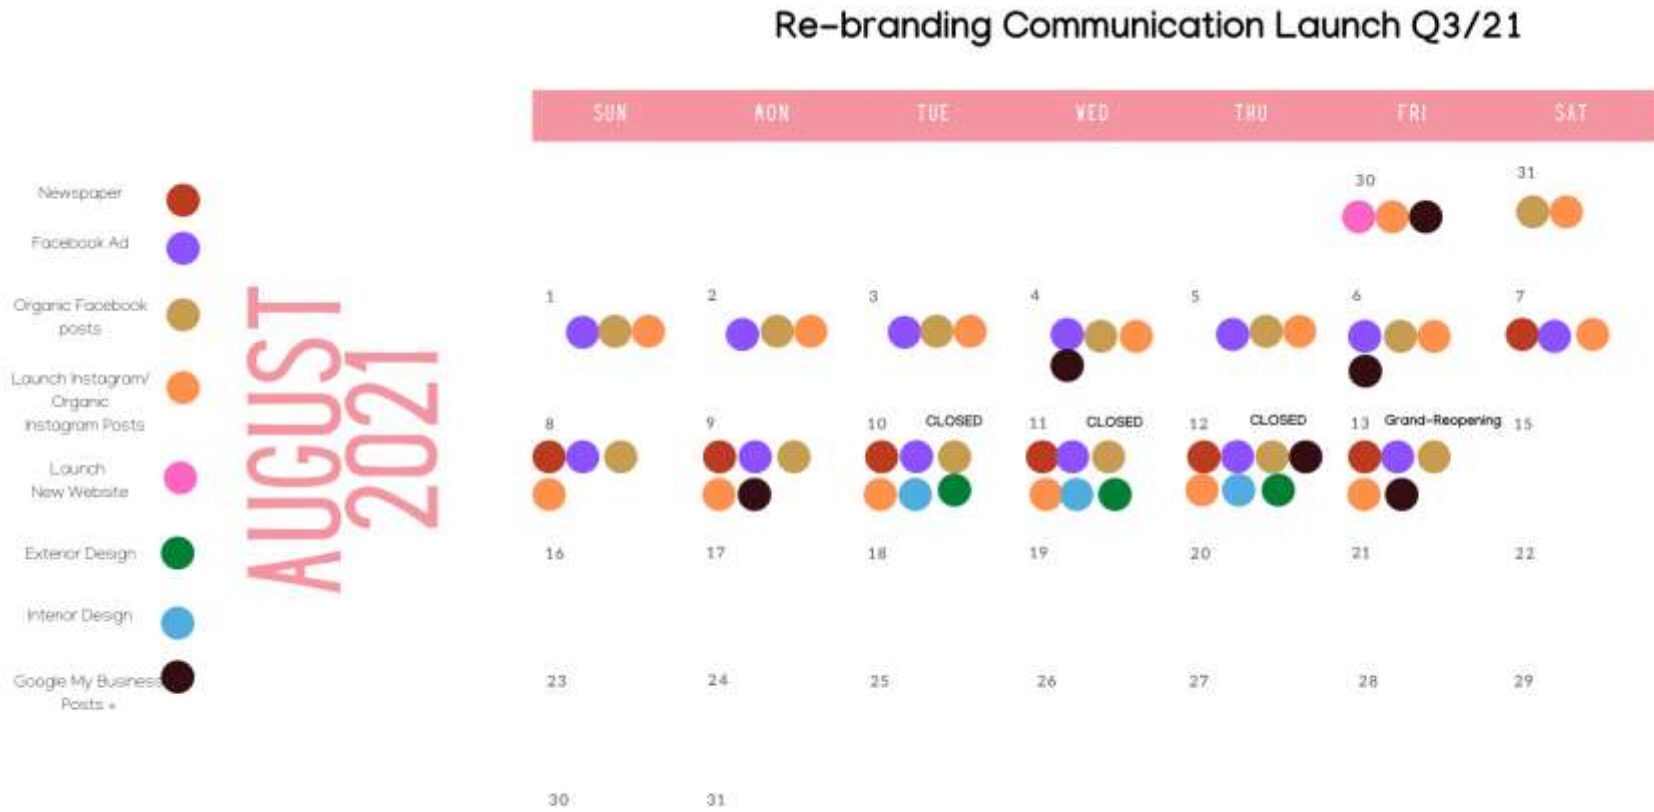 Re-branding Communication Launch Q3/21
SUN MON TUE WED THU FRI SAT
Newspaper
Facebook Ad
Organic Facebook
posts
Launch Instagram/
Organic
Instagram Posts
Launch
New Website
Exterior Design
Interior Design
Google My Business
Posts +
AUGUST
2021
30 31
1 2 3 4 5 6 7
8 9 10 CLOSED 11 CLOSED 12 CLOSED 13 Grand-Reopening 15
16 17 18 19 20 21 22
23 24 25 26 27 28 29
30 31